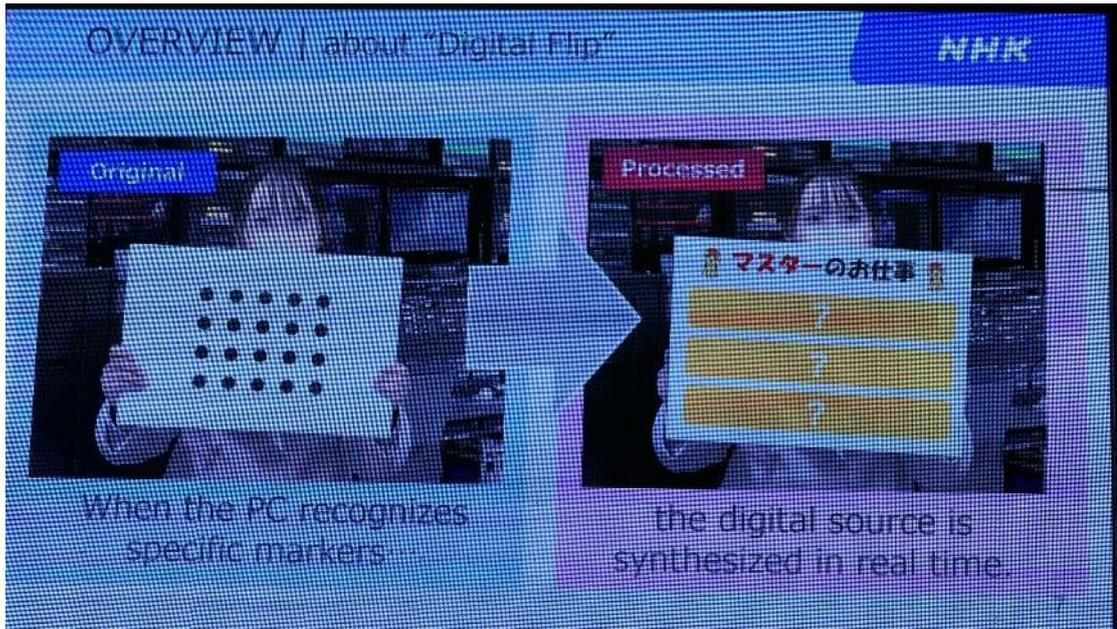 OVERVIEW | about "Digital Flip"
NHK
Original
Processed
マスターのお仕事
?
?
?
When the PC recognizes
specific markers…
the digital source is
synthesized in real time.
7